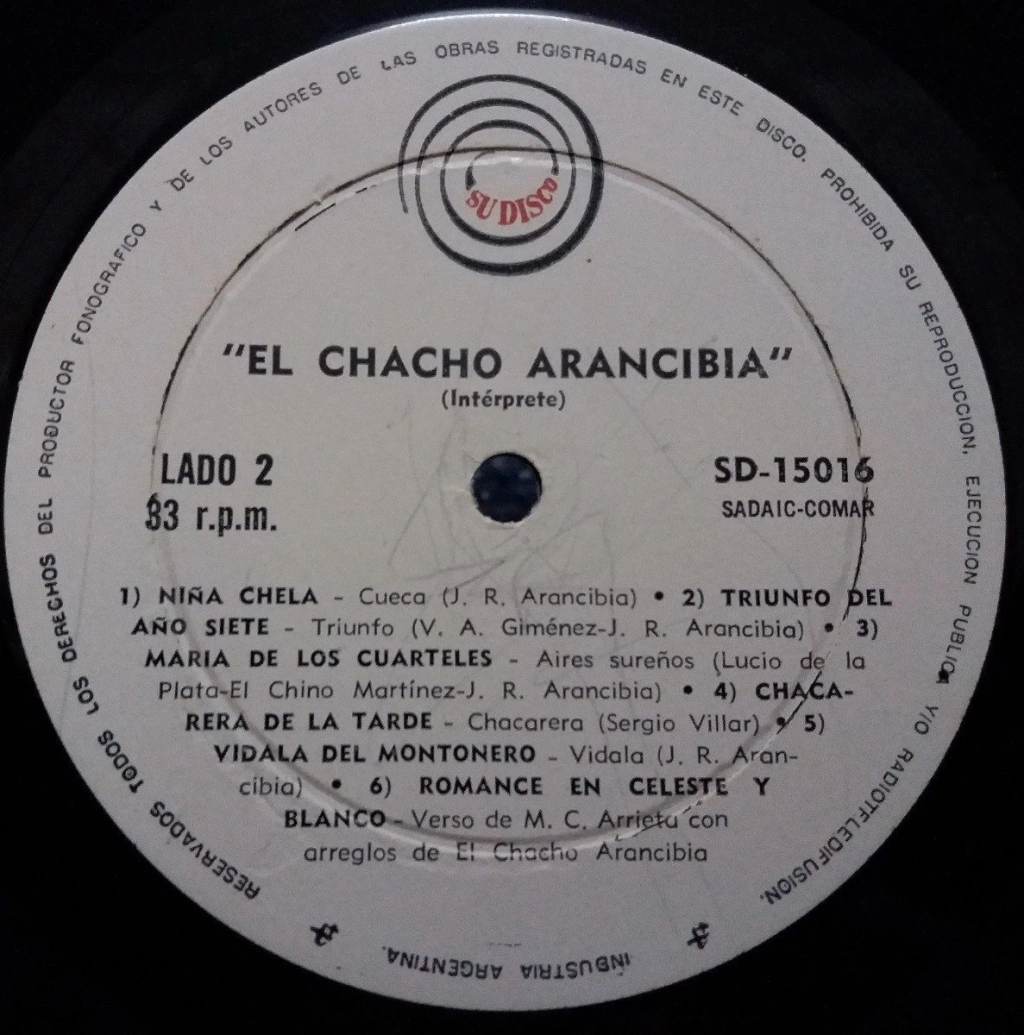 RESERVADOS TODOS LOS DERECHOS DEL PRODUCTOR FONOGRAFICO Y DE LOS AUTORES DE LAS OBRAS REGISTRADAS EN ESTE DISCO. PROHIBIDA SU REPRODUCCION, EJECUCION PUBLICA Y/O RADIOTELEDIFUSION.
SU DISCO
"EL CHACHO ARANCIBIA"
(Intérprete)
LADO 2
33 r.p.m.
SD-15016
SADAIC-COMAR
1) NIÑA CHELA - Cueca (J. R. Arancibia) • 2) TRIUNFO DEL
AÑO SIETE - Triunfo (V. A. Giménez-J. R. Arancibia) • 3)
MARIA DE LOS CUARTELES - Aires sureños (Lucio de la
Plata-El Chino Martínez-J. R. Arancibia) • 4) CHACA-
RERA DE LA TARDE - Chacarera (Sergio Villar) • 5)
VIDALA DEL MONTONERO - Vidala (J. R. Aran-
cibia) • 6) ROMANCE EN CELESTE Y
BLANCO - Verso de M. C. Arrieta con
arreglos de El Chacho Arancibia
INDUSTRIA ARGENTINA.